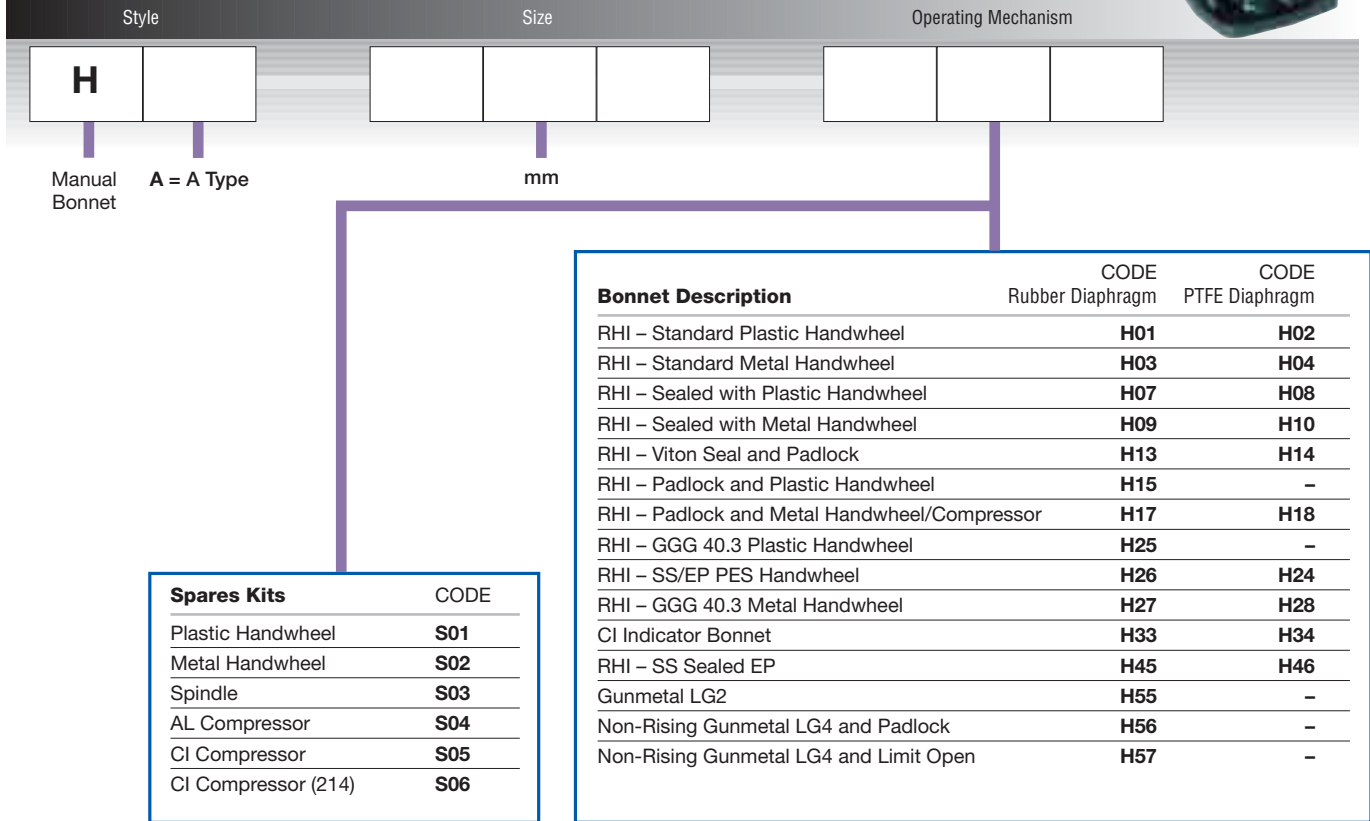 Style Size Operating Mechanism
H
Manual Bonnet
A = A Type
mm
Bonnet Description CODE Rubber Diaphragm CODE PTFE Diaphragm
RHI – Standard Plastic Handwheel H01 H02
RHI – Standard Metal Handwheel H03 H04
RHI – Sealed with Plastic Handwheel H07 H08
RHI – Sealed with Metal Handwheel H09 H10
RHI – Viton Seal and Padlock H13 H14
RHI – Padlock and Plastic Handwheel H15 –
RHI – Padlock and Metal Handwheel/Compressor H17 H18
RHI – GGG 40.3 Plastic Handwheel H25 –
RHI – SS/EP PES Handwheel H26 H24
RHI – GGG 40.3 Metal Handwheel H27 H28
CI Indicator Bonnet H33 H34
RHI – SS Sealed EP H45 H46
Gunmetal LG2 H55 –
Non-Rising Gunmetal LG4 and Padlock H56 –
Non-Rising Gunmetal LG4 and Limit Open H57 –
Spares Kits CODE
Plastic Handwheel S01
Metal Handwheel S02
Spindle S03
AL Compressor S04
CI Compressor S05
CI Compressor (214) S06